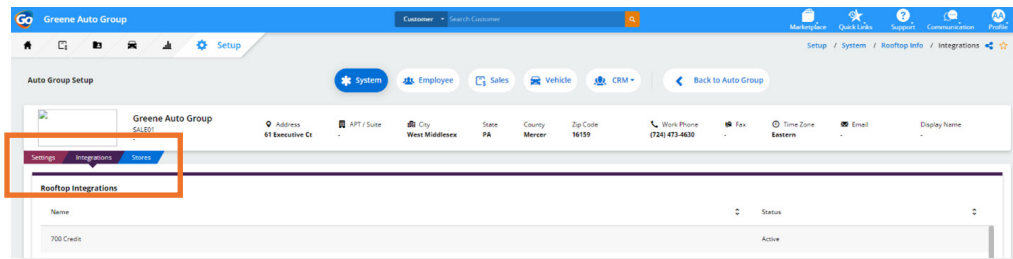 Go Greene Auto Group Customer Search Customer Marketplace Quick Links Support Communication AA Profile
Setup Setup / System / Rooftop Info / Integrations
Auto Group Setup System Employee Sales Vehicle CRM Back to Auto Group
Greene Auto Group Address APT / Suite City State County Zip Code Work Phone Fax Time Zone Email Display Name
SALE01 61 Executive Ct - West Middlesex PA Mercer 16159 (724) 473-4630 - Eastern - -
-
Settings Integrations Stores
Rooftop Integrations
Name Status
700 Credit Active